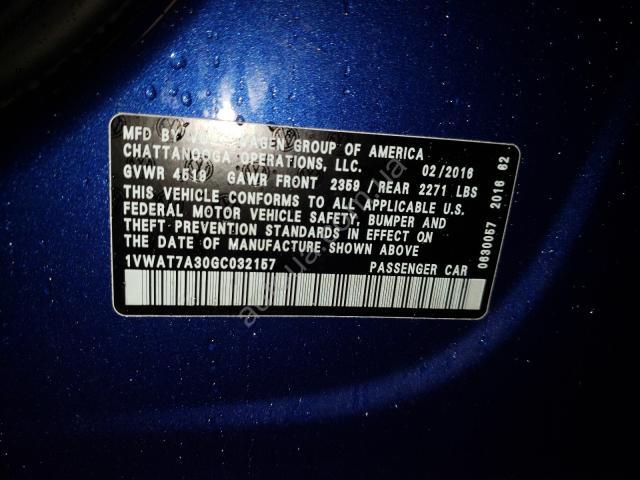 MFD BY VOLKSWAGEN GROUP OF AMERICA
CHATTANOOGA OPERATIONS, LLC. 02/2016
GVWR 4519 GAWR FRONT 2359 / REAR 2271 LBS
THIS VEHICLE CONFORMS TO ALL APPLICABLE U.S.
FEDERAL MOTOR VEHICLE SAFETY, BUMPER AND
THEFT PREVENTION STANDARDS IN EFFECT ON
THE DATE OF MANUFACTURE SHOWN ABOVE
1VWAT7A30GC032157 PASSENGER CAR
0630057 2016 62